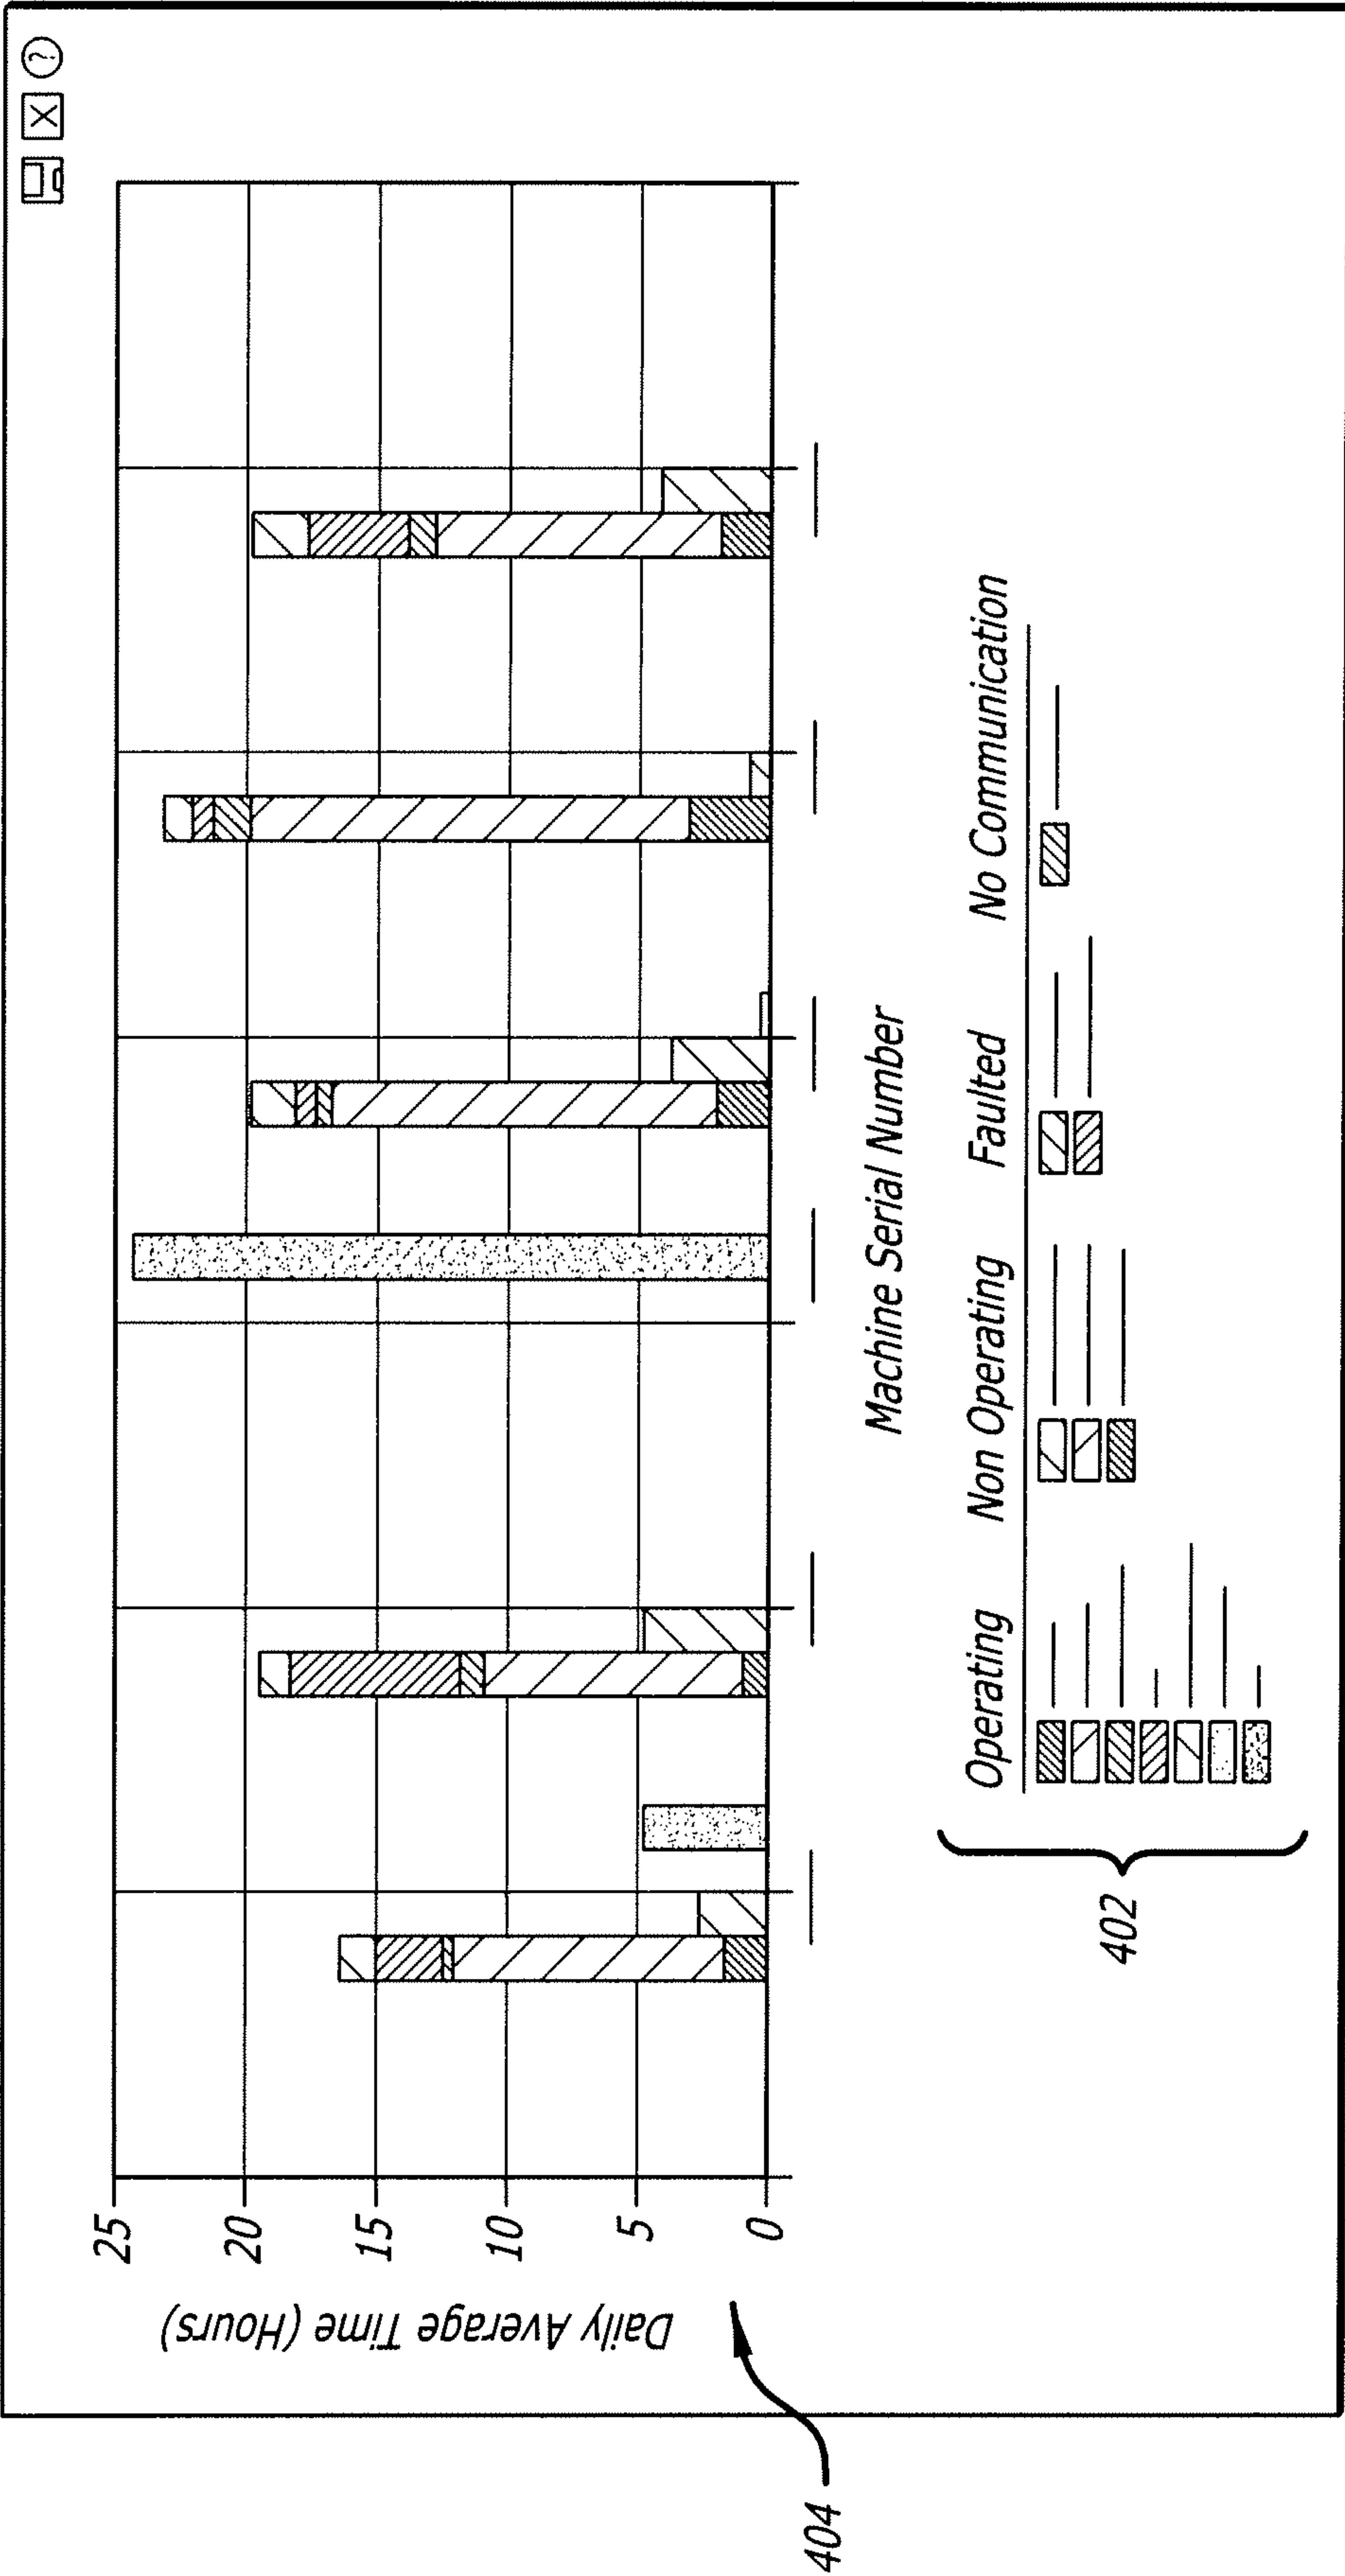 X ?
Daily Average Time (Hours)
25
20
15
10
5
0
404
Machine Serial Number
Operating Non Operating Faulted No Communication
402